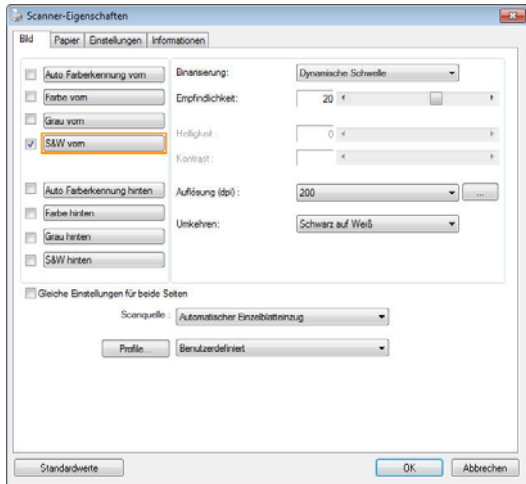 Scanner-Eigenschaften
Bild Papier Einstellungen Informationen
Auto Farberkennung vorn Binarisierung: Dynamische Schwelle
Farbe vorn Empfindlichkeit: 20
Grau vorn
Helligkeit : 0
S&W vorn
Kontrast :
Auto Farberkennung hinten Auflösung (dpi) : 200 ...
Farbe hinten
Umkehren: Schwarz auf Weiß
Grau hinten
S&W hinten
Gleiche Einstellungen für beide Seiten
Scanquelle : Automatischer Einzelblatteinzug
Profile... Benutzerdefiniert
Standardwerte OK Abbrechen